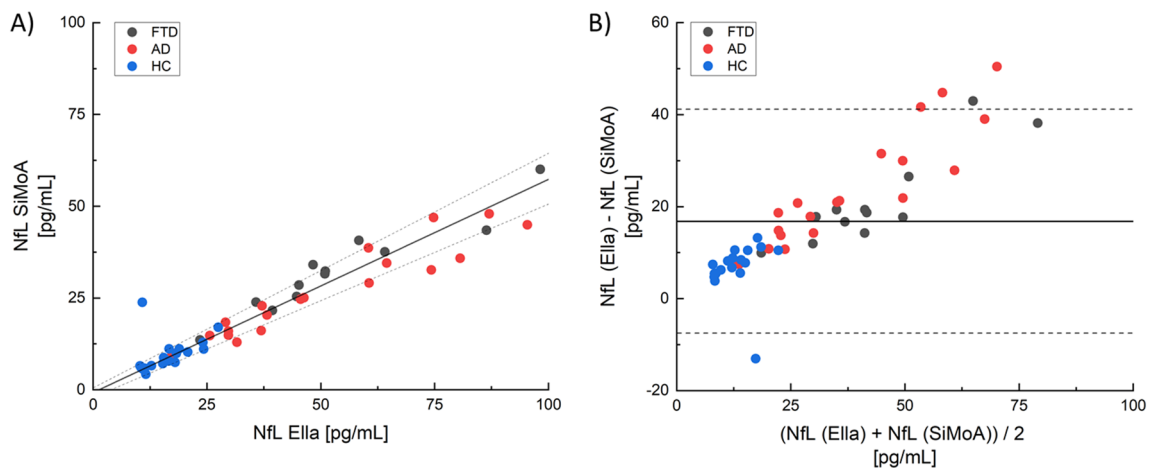 A)
FTD
AD
HC
100
75
50
25
0
NfL SiMoA
[pg/mL]
0 25 50 75 100
NfL Ella [pg/mL]
B)
FTD
AD
HC
60
40
20
0
-20
NfL (Ella) - NfL (SiMoA)
[pg/mL]
0 25 50 75 100
(NfL (Ella) + NfL (SiMoA)) / 2
[pg/mL]